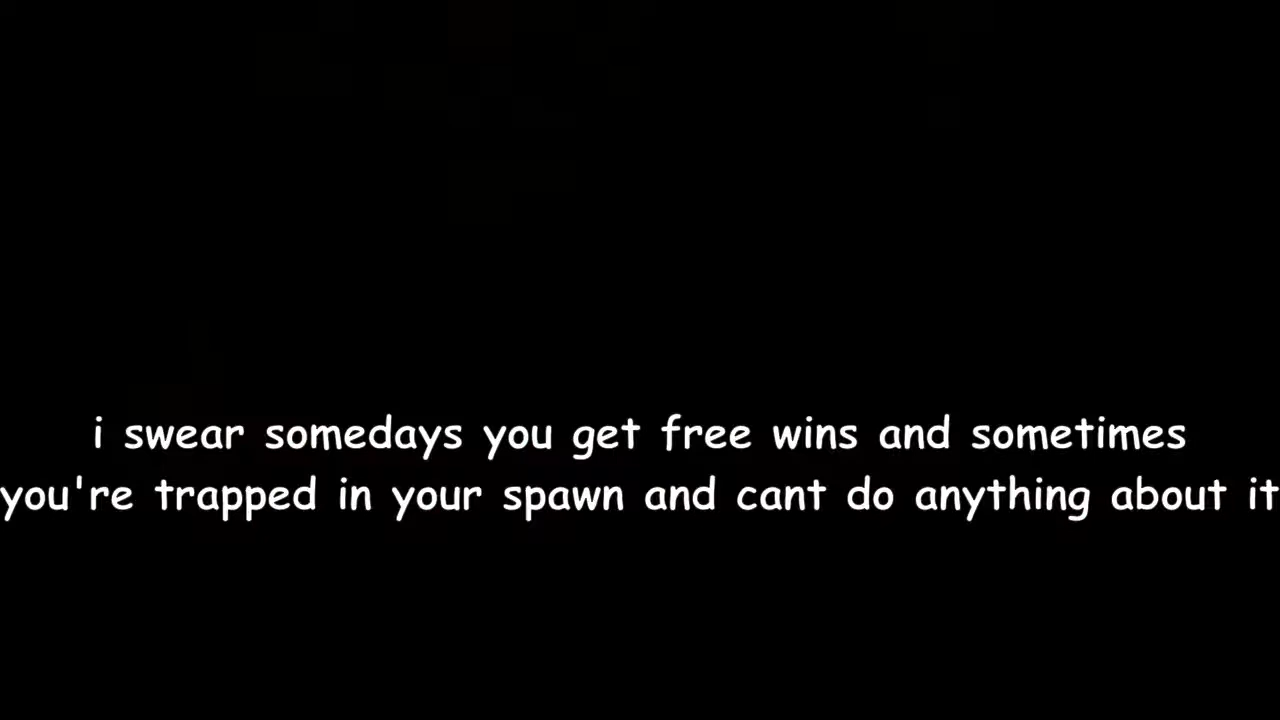 i swear somedays you get free wins and sometimes
you're trapped in your spawn and cant do anything about it